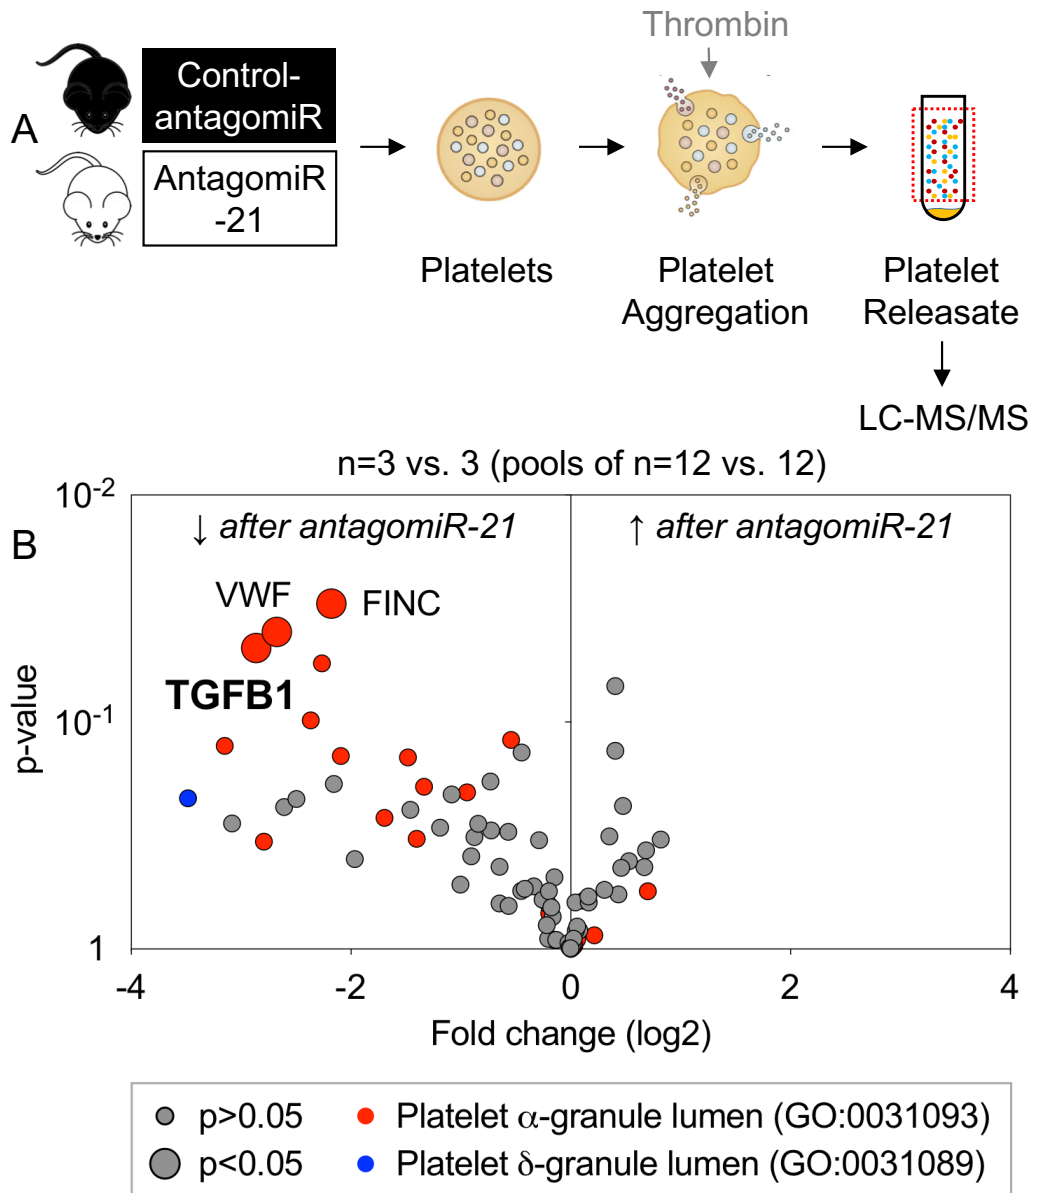 Thrombin
A
Control-
antagomiR
AntagomiR
-21
Platelets
Platelet
Aggregation
Platelet
Releasate
LC-MS/MS
n=3 vs. 3 (pools of n=12 vs. 12)
B
↓ after antagomiR-21
↑ after antagomiR-21
VWF
FINC
TGFB1
p-value
10-2
10-1
1
-4
-2
0
2
4
Fold change (log2)
p>0.05
Platelet α-granule lumen (GO:0031093)
p<0.05
Platelet δ-granule lumen (GO:0031089)